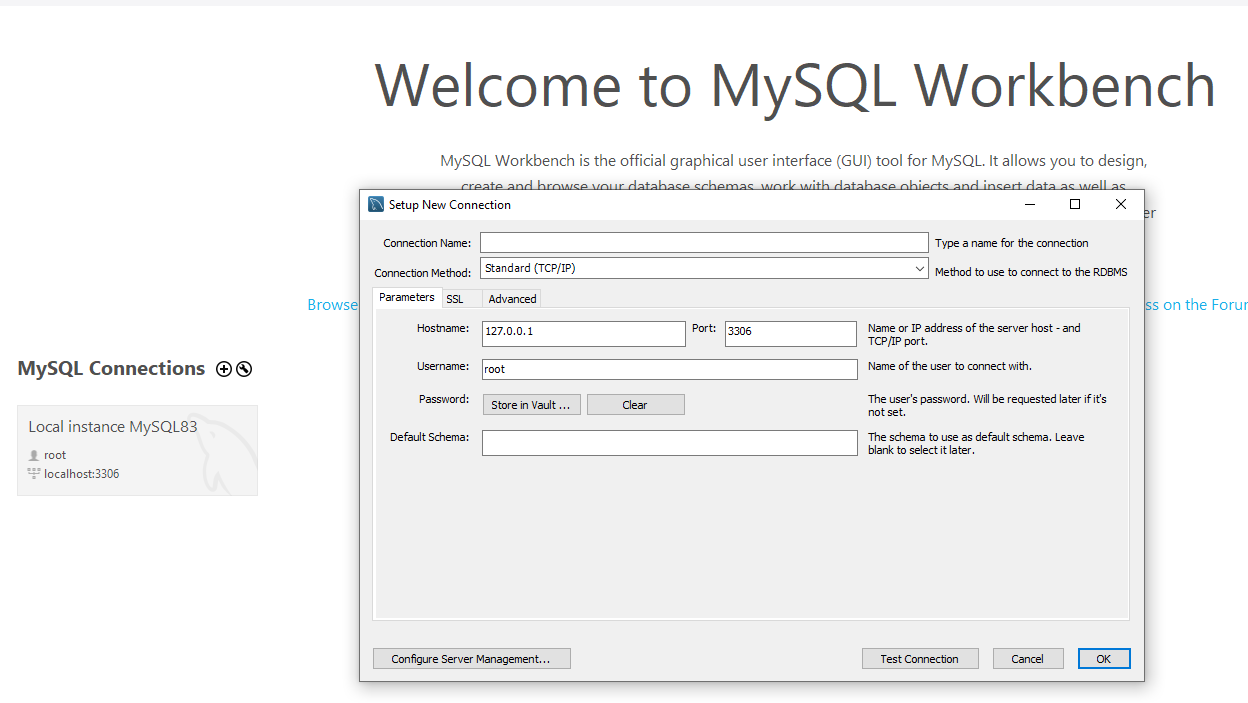 Welcome to MySQL Workbench
MySQL Workbench is the official graphical user interface (GUI) tool for MySQL. It allows you to design,
create and browse your database schemas, work with database objects and insert data as well as
Browse
MySQL Connections
Local instance MySQL83
root
localhost:3306
Setup New Connection
Connection Name:
Type a name for the connection
Connection Method:
Standard (TCP/IP)
Method to use to connect to the RDBMS
Parameters
SSL
Advanced
Hostname:
127.0.0.1
Port:
3306
Name or IP address of the server host - and
TCP/IP port.
Username:
root
Name of the user to connect with.
Password:
Store in Vault ...
Clear
The user's password. Will be requested later if it's
not set.
Default Schema:
The schema to use as default schema. Leave
blank to select it later.
Configure Server Management...
Test Connection
Cancel
OK
on the